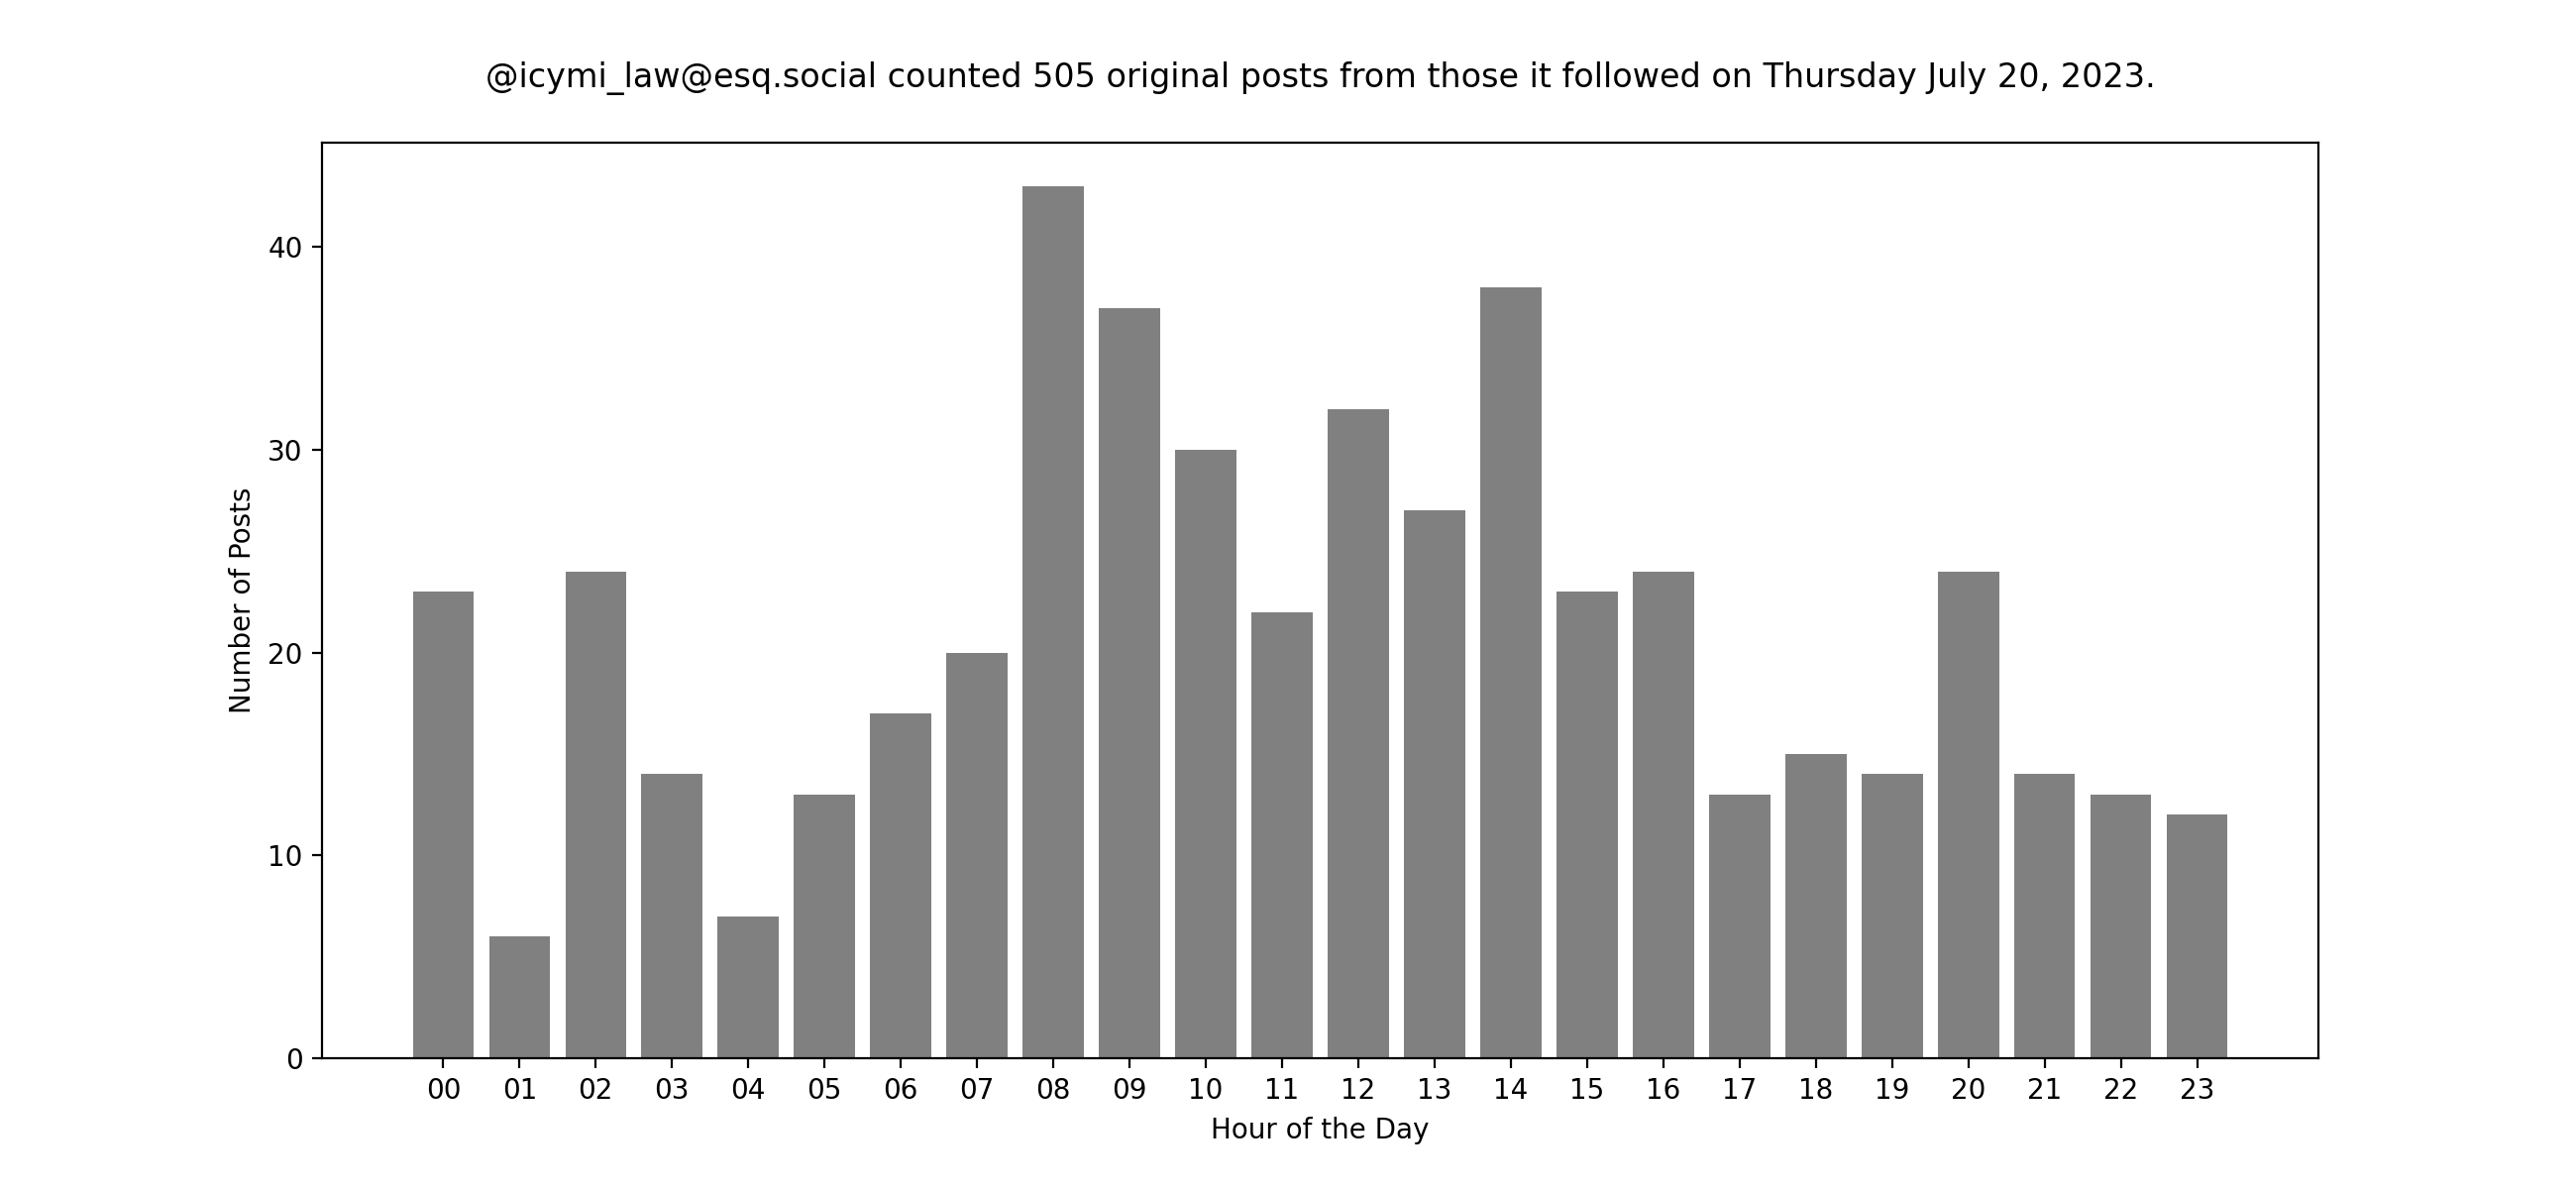 @icymi_law@esq.social counted 505 original posts from those it followed on Thursday July 20, 2023.
40
30
20
10
0
Number of Posts
00 01 02 03 04 05 06 07 08 09 10 11 12 13 14 15 16 17 18 19 20 21 22 23
Hour of the Day